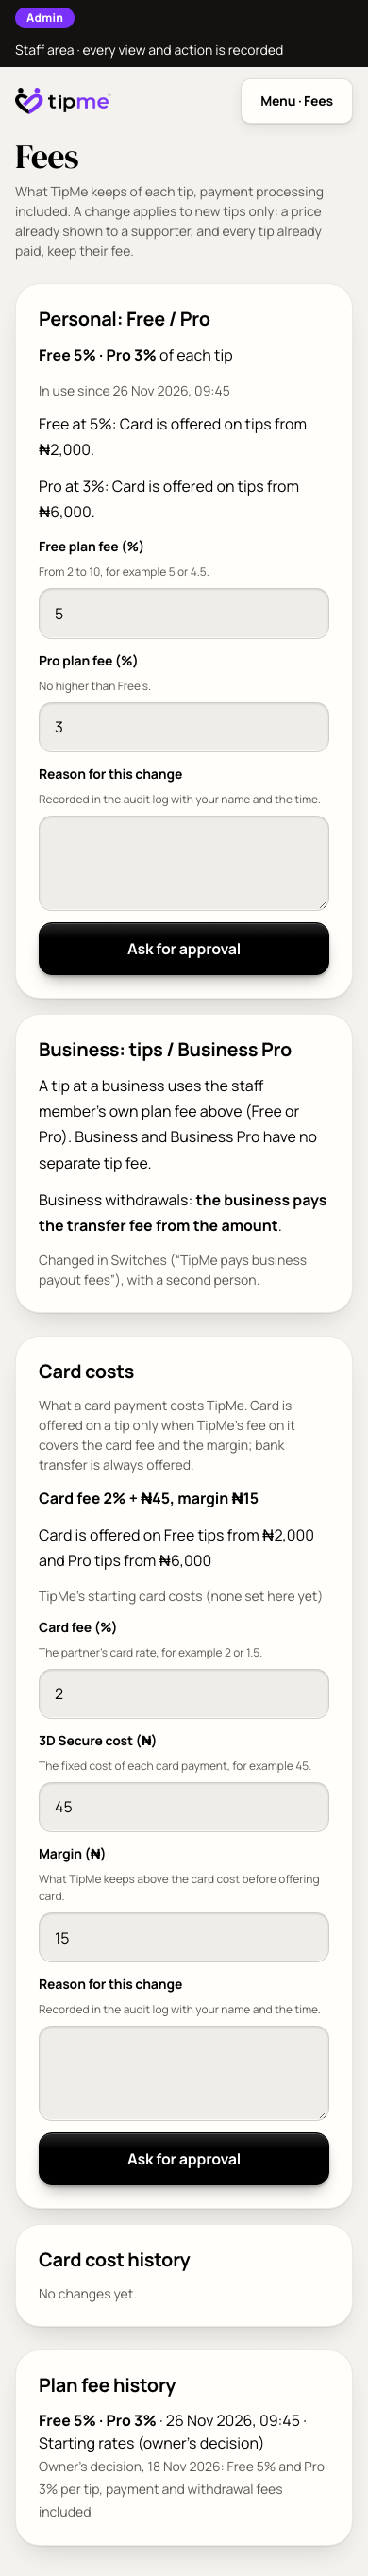 Admin
Staff area · every view and action is recorded
tipme™
Menu · Fees
Fees
What TipMe keeps of each tip, payment processing
included. A change applies to new tips only: a price
already shown to a supporter, and every tip already
paid, keep their fee.
Personal: Free / Pro
Free 5% · Pro 3% of each tip
In use since 26 Nov 2026, 09:45
Free at 5%: Card is offered on tips from
₦2,000.
Pro at 3%: Card is offered on tips from
₦6,000.
Free plan fee (%)
From 2 to 10, for example 5 or 4.5.
5
Pro plan fee (%)
No higher than Free’s.
3
Reason for this change
Recorded in the audit log with your name and the time.
Ask for approval
Business: tips / Business Pro
A tip at a business uses the staff
member’s own plan fee above (Free or
Pro). Business and Business Pro have no
separate tip fee.
Business withdrawals: the business pays
the transfer fee from the amount.
Changed in Switches (“TipMe pays business
payout fees”), with a second person.
Card costs
What a card payment costs TipMe. Card is
offered on a tip only when TipMe’s fee on it
covers the card fee and the margin; bank
transfer is always offered.
Card fee 2% + ₦45, margin ₦15
Card is offered on Free tips from ₦2,000
and Pro tips from ₦6,000
TipMe’s starting card costs (none set here yet)
Card fee (%)
The partner’s card rate, for example 2 or 1.5.
2
3D Secure cost (₦)
The fixed cost of each card payment, for example 45.
45
Margin (₦)
What TipMe keeps above the card cost before offering
card.
15
Reason for this change
Recorded in the audit log with your name and the time.
Ask for approval
Card cost history
No changes yet.
Plan fee history
Free 5% · Pro 3% · 26 Nov 2026, 09:45 ·
Starting rates (owner’s decision)
Owner’s decision, 18 Nov 2026: Free 5% and Pro
3% per tip, payment and withdrawal fees
included